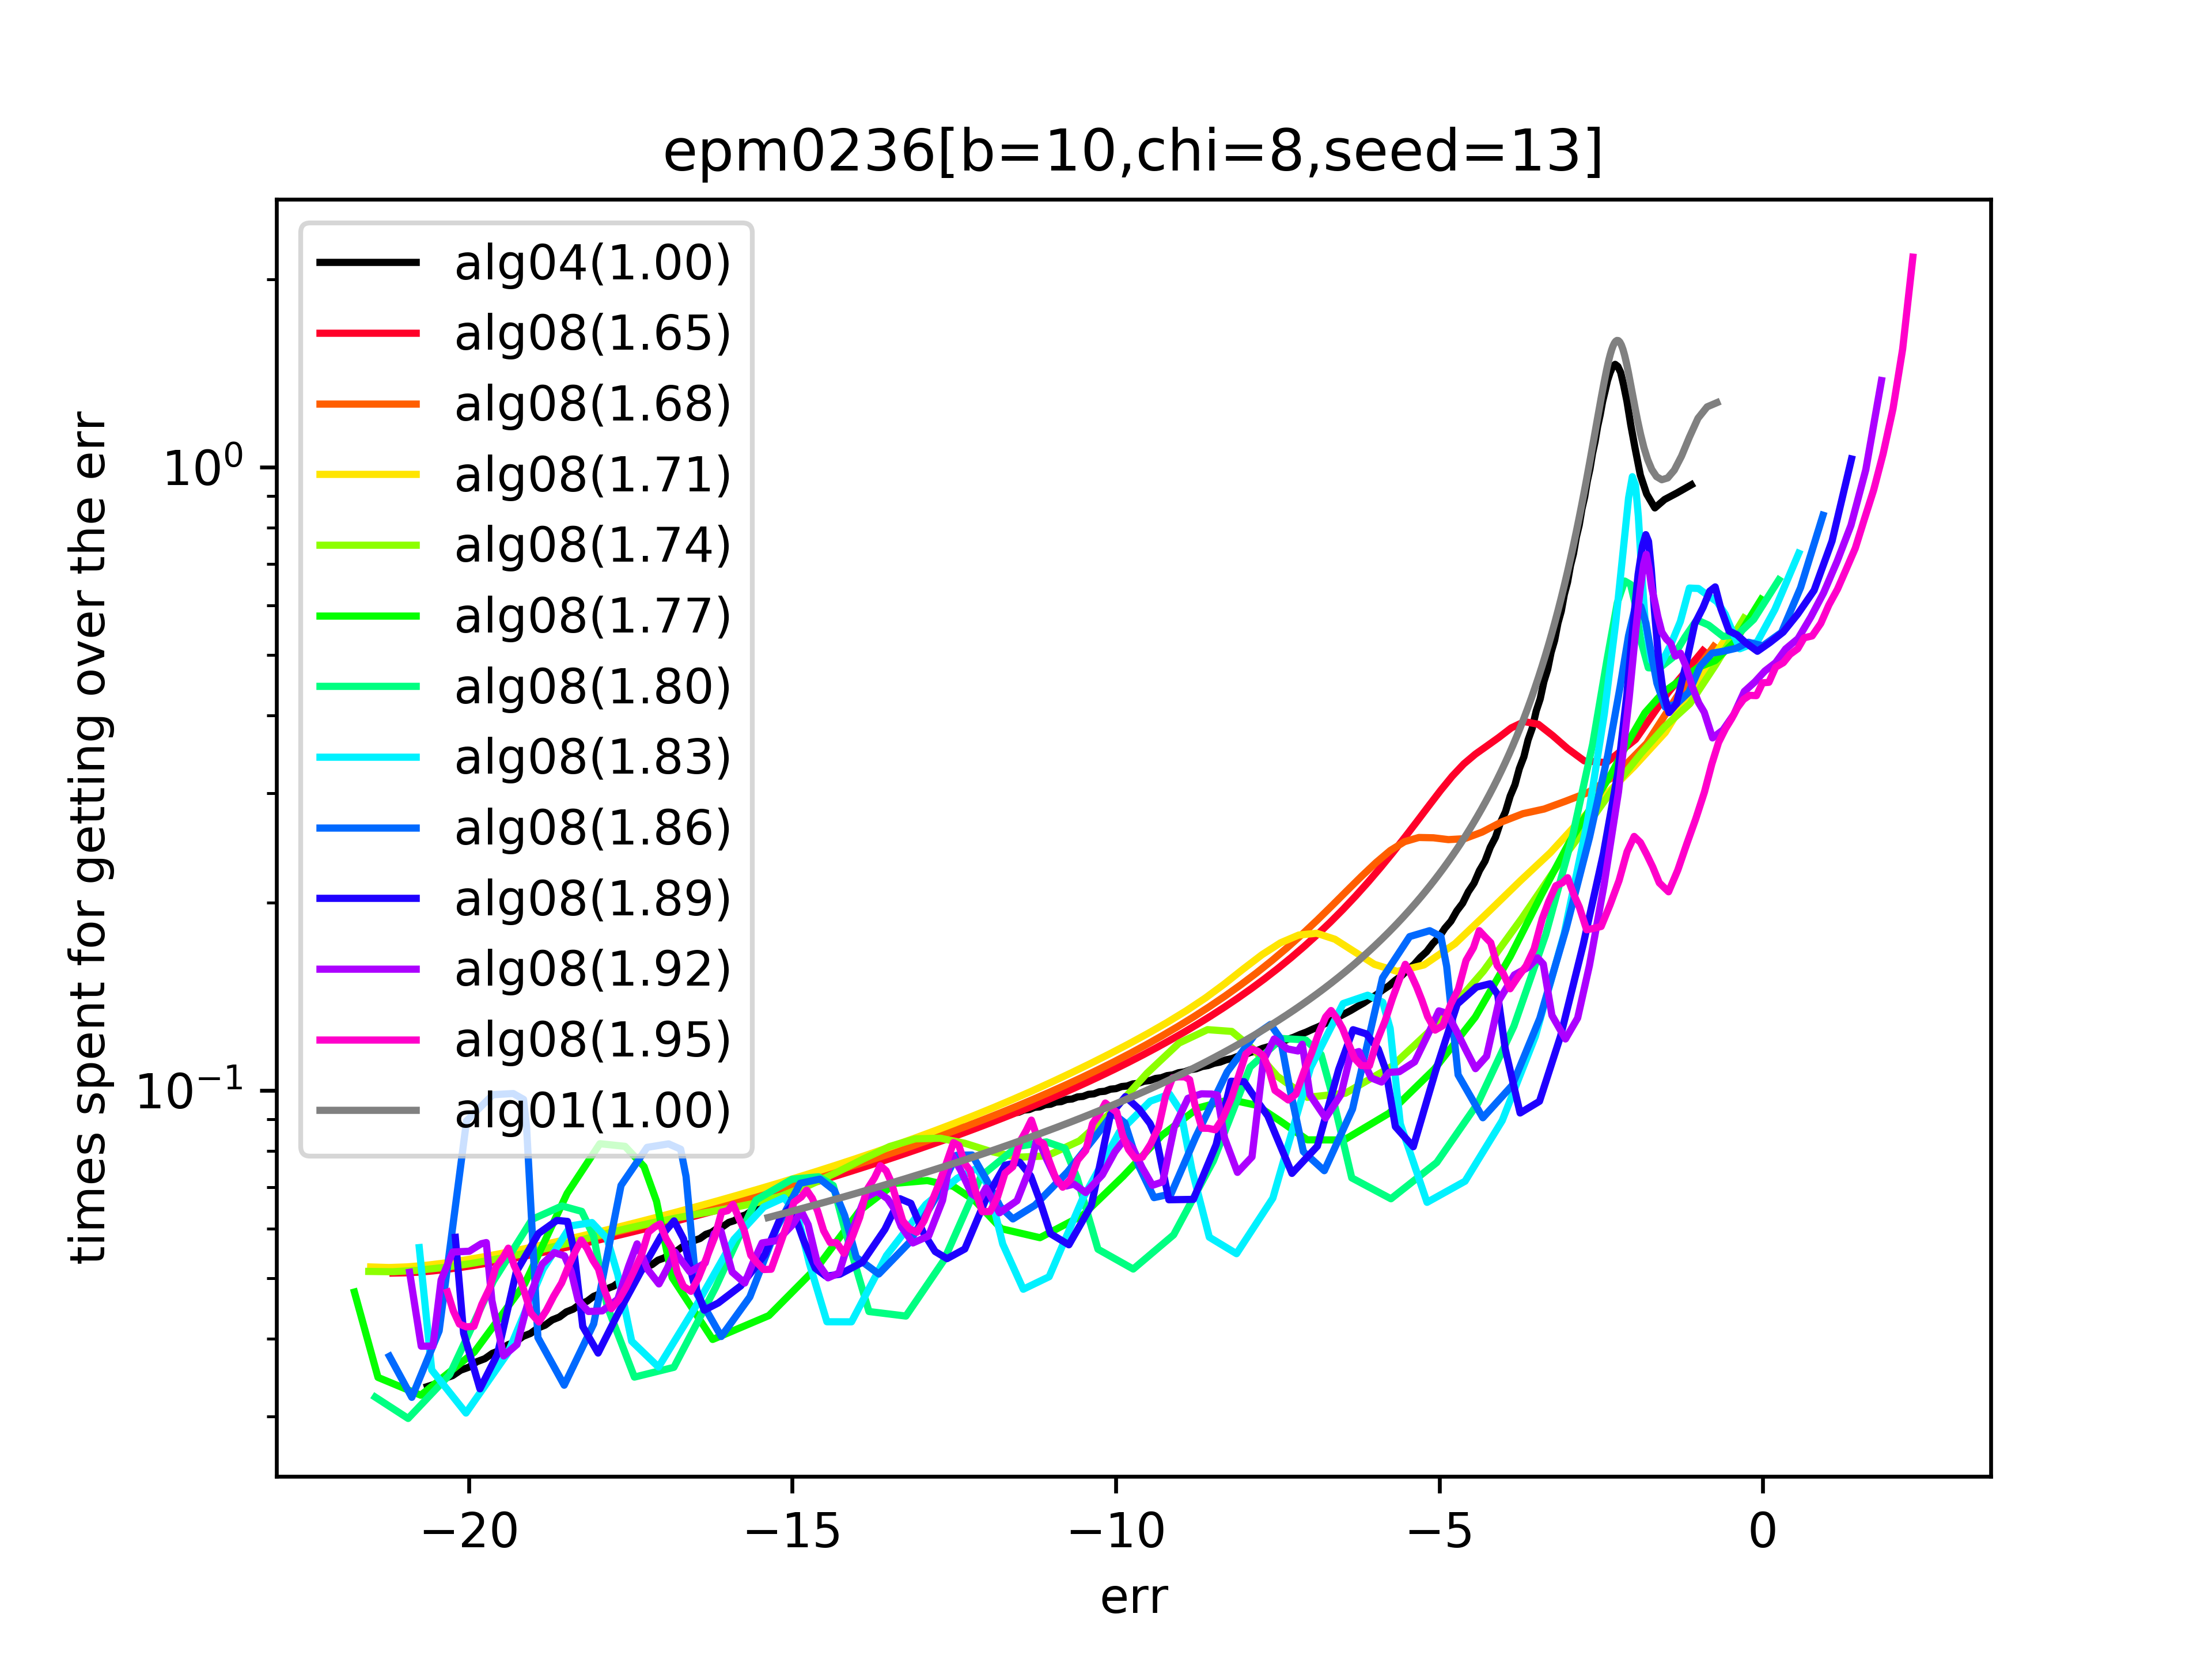 epm0236[b=10,chi=8,seed=13]
times spent for getting over the err
10⁰
10⁻¹
alg04(1.00)
alg08(1.65)
alg08(1.68)
alg08(1.71)
alg08(1.74)
alg08(1.77)
alg08(1.80)
alg08(1.83)
alg08(1.86)
alg08(1.89)
alg08(1.92)
alg08(1.95)
alg01(1.00)
−20 −15 −10 −5 0
err